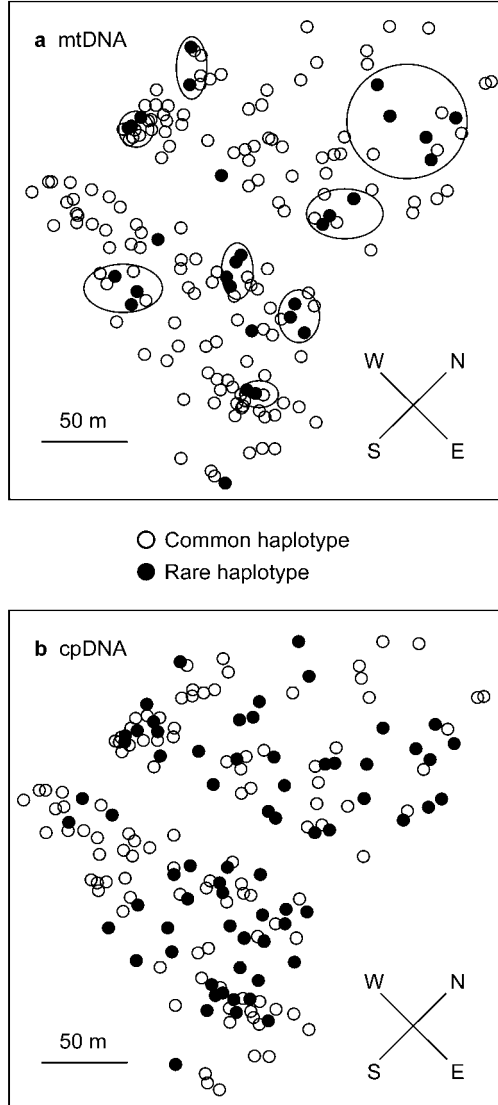 a mtDNA
W N
50 m
S E
Common haplotype
Rare haplotype
b cpDNA
W N
50 m
S E